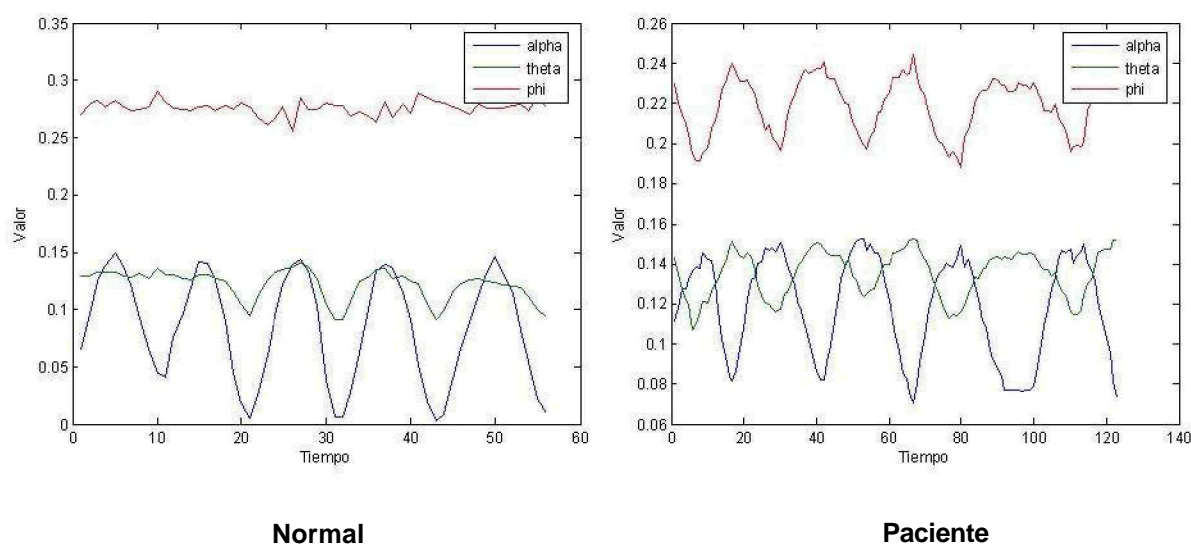 0.35
0.3
0.25
0.2
0.15
0.1
0.05
0
Valor
0 10 20 30 40 50 60
Tiempo
alpha
theta
phi
Normal
0.26
0.24
0.22
0.2
0.18
0.16
0.14
0.12
0.1
0.08
0.06
Valor
0 20 40 60 80 100 120 140
Tiempo
alpha
theta
phi
Paciente